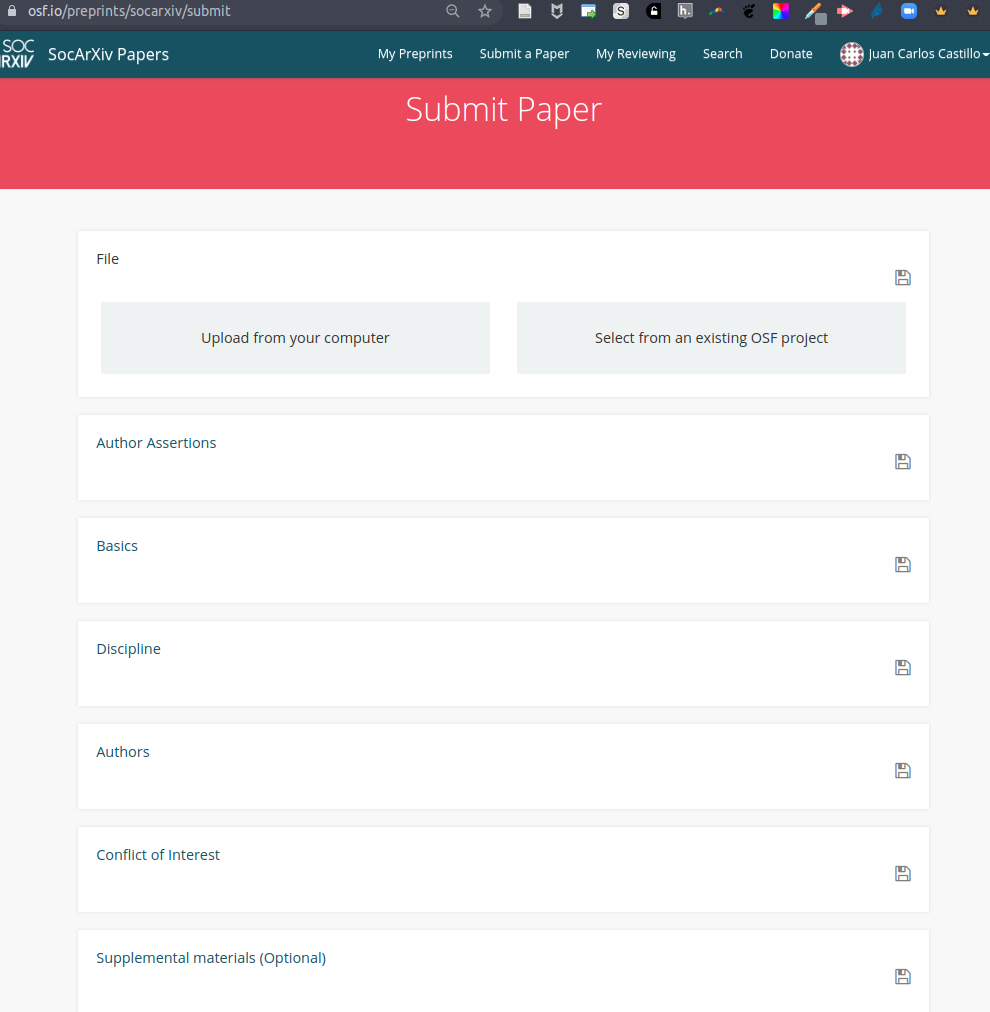 osf.io/preprints/socarxiv/submit
SOC
RXIV
SocArXiv Papers
My Preprints
Submit a Paper
My Reviewing
Search
Donate
Juan Carlos Castillo
Submit Paper
File
Upload from your computer
Select from an existing OSF project
Author Assertions
Basics
Discipline
Authors
Conflict of Interest
Supplemental materials (Optional)